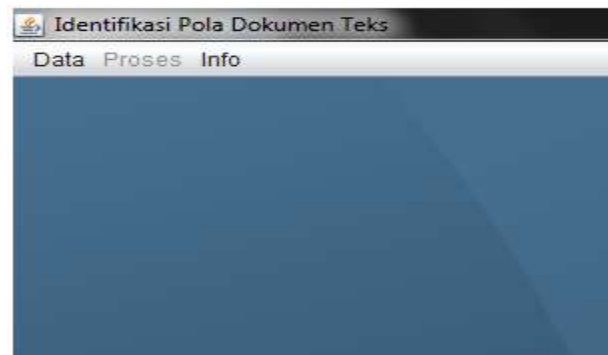 Identifikasi Pola Dokumen Teks
Data Proses Info